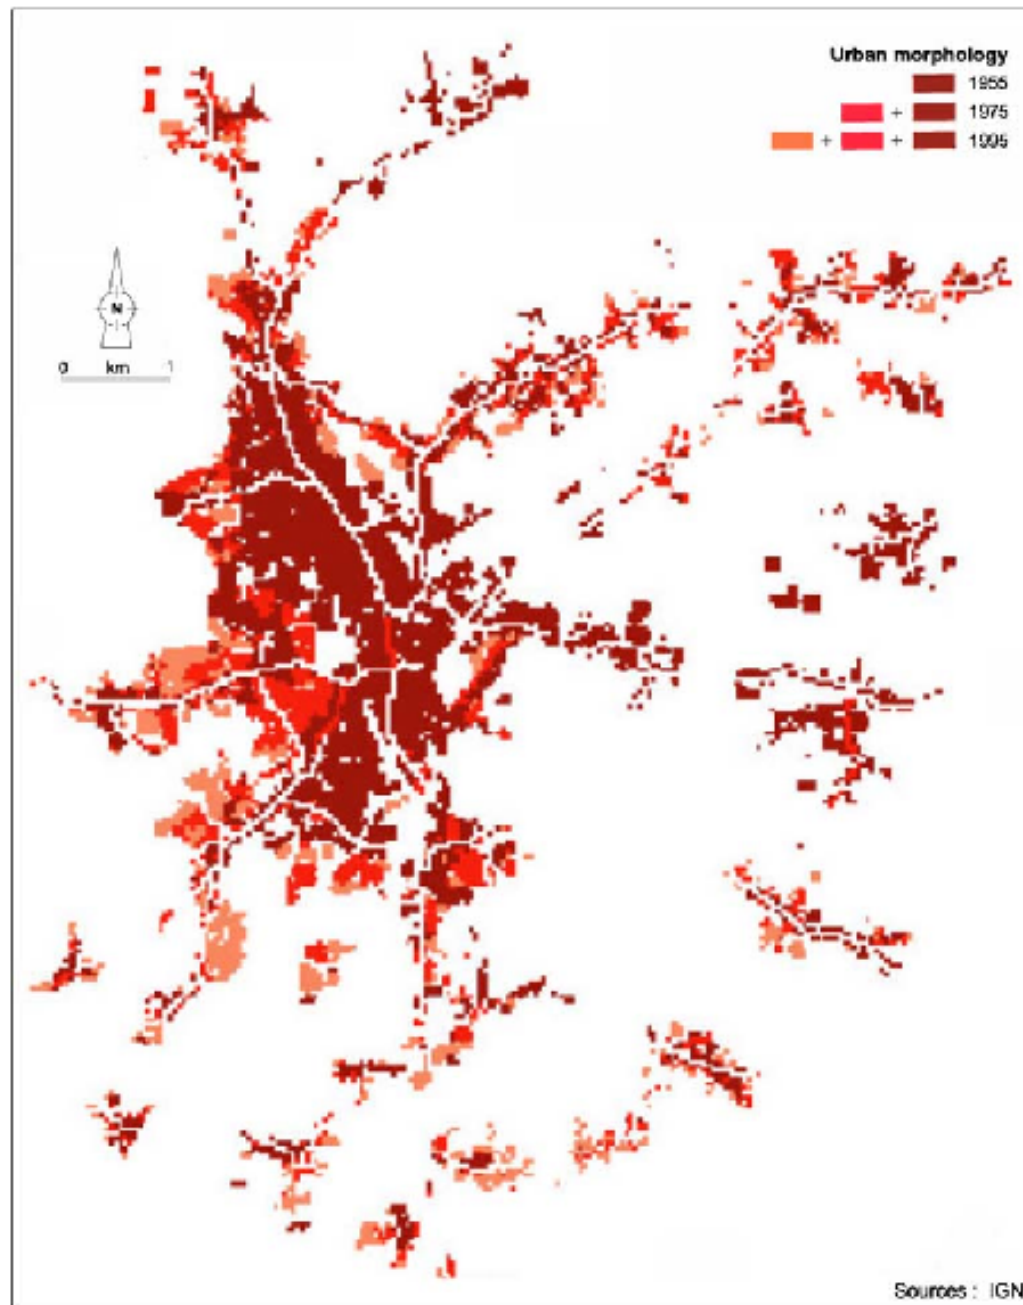 Urban morphology
1955
+ 1975
+ + 1995
N
0 km 1
Sources : IGN